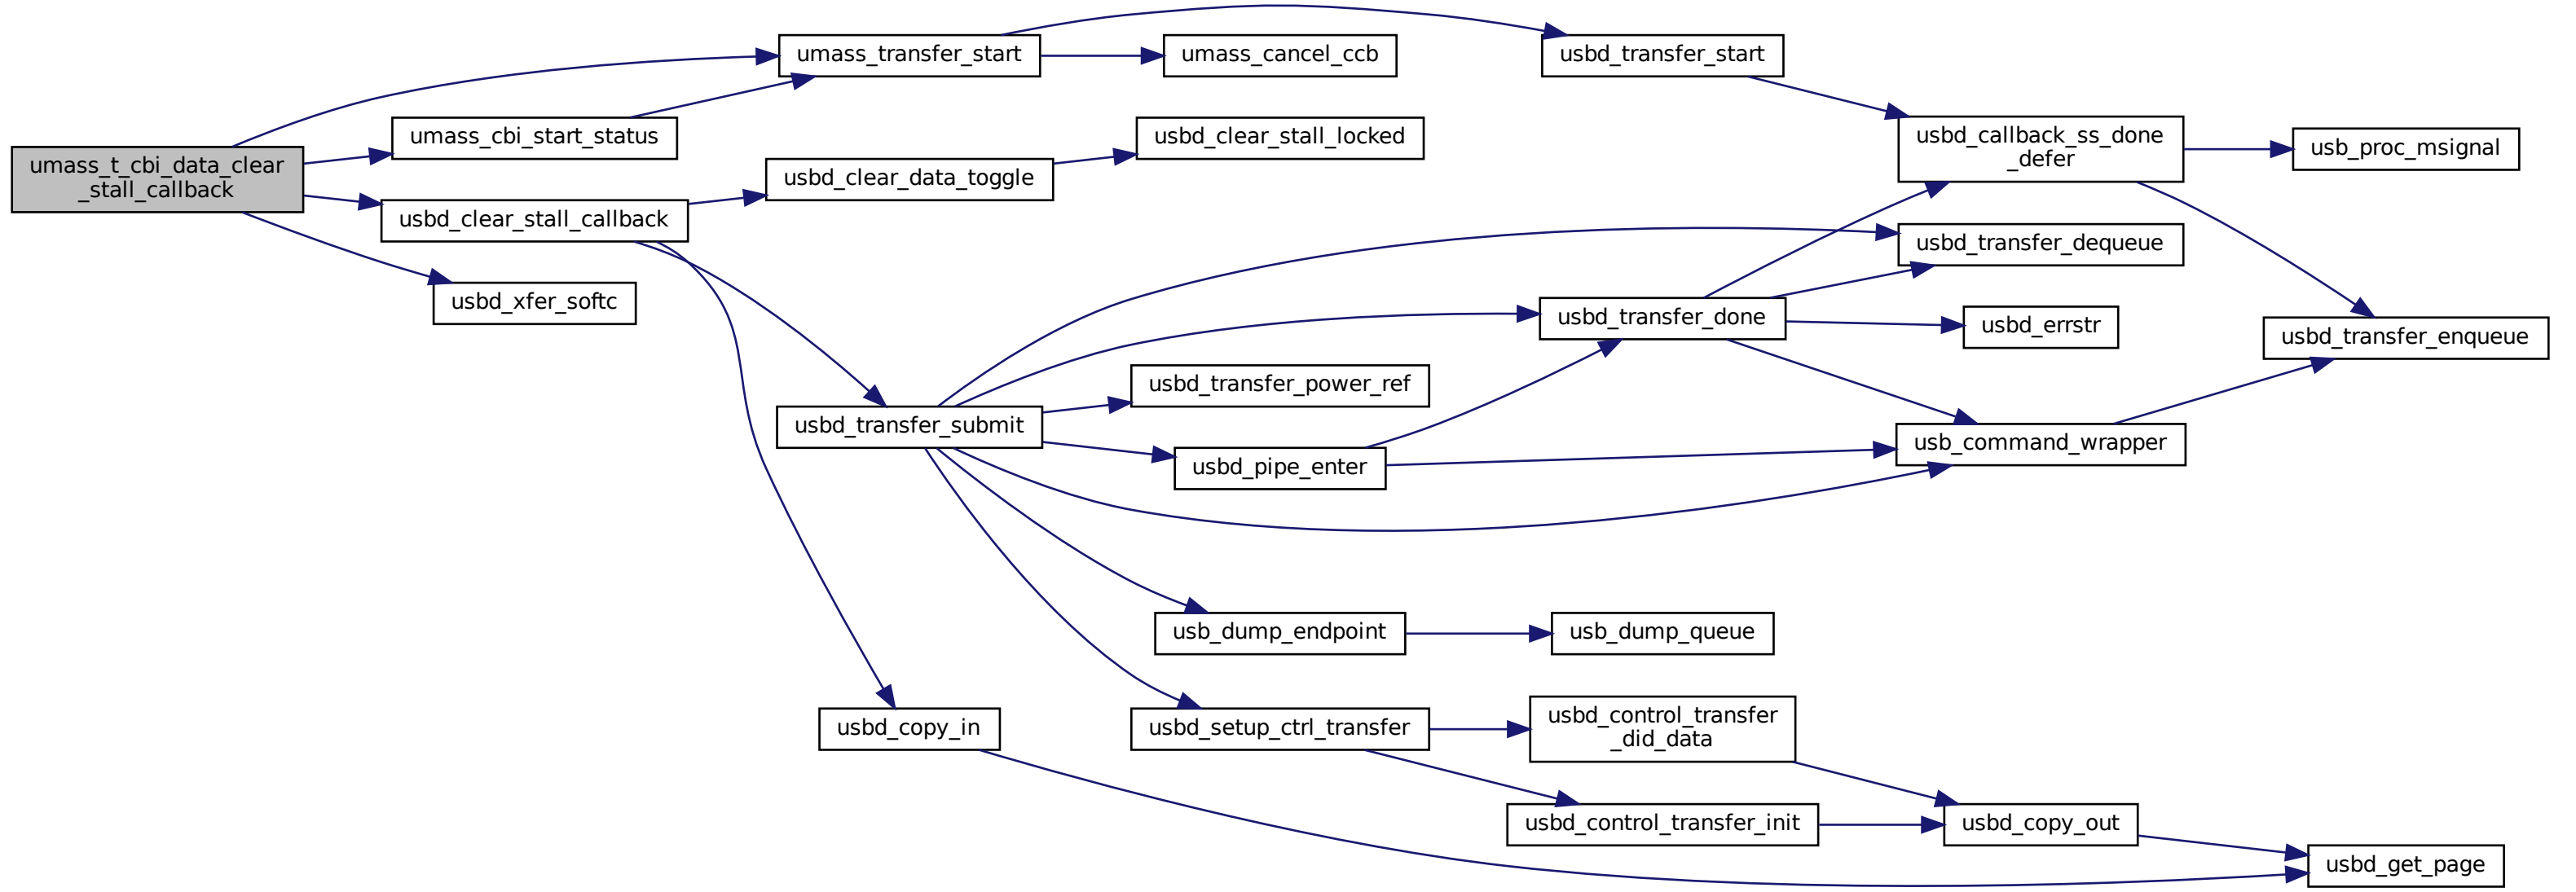 umass_t_cbi_data_clear
_stall_callback
umass_transfer_start
umass_cbi_start_status
usbd_clear_stall_callback
usbd_xfer_softc
umass_cancel_ccb
usbd_transfer_start
usbd_clear_stall_locked
usbd_clear_data_toggle
usbd_callback_ss_done
_defer
usb_proc_msignal
usbd_transfer_dequeue
usbd_transfer_done
usbd_errstr
usbd_transfer_enqueue
usbd_transfer_power_ref
usbd_transfer_submit
usbd_pipe_enter
usb_command_wrapper
usb_dump_endpoint
usb_dump_queue
usbd_copy_in
usbd_setup_ctrl_transfer
usbd_control_transfer
_did_data
usbd_control_transfer_init
usbd_copy_out
usbd_get_page